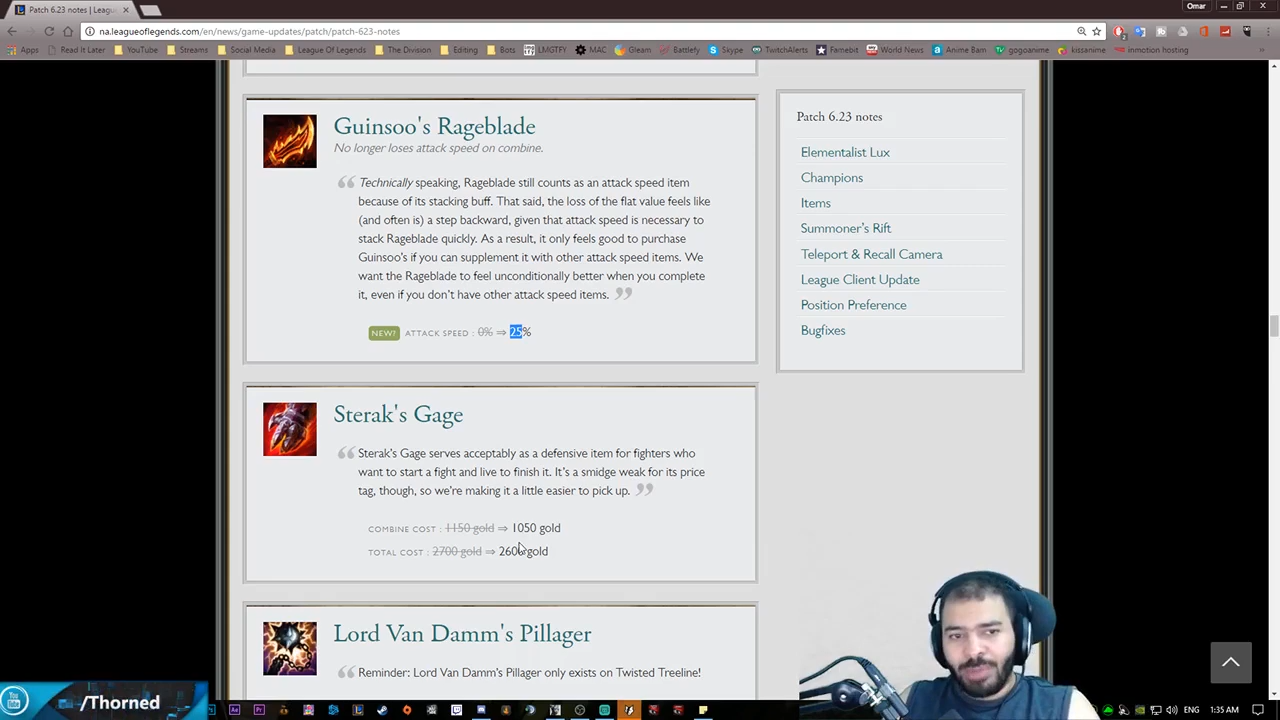 Patch 6.23 notes | Leagu
Omar
na.leagueoflegends.com/en/news/game-updates/patch/patch-623-notes
Apps Read It Later YouTube Streams Social Media League Of Legends The Division Editing Bots LMGTFY MAC Gleam Battlefy Skype TwitchAlerts Famebit World News Anime Bam gogoanime kissanime inmotion hosting
Guinsoo's Rageblade
No longer loses attack speed on combine.
Technically speaking, Rageblade still counts as an attack speed item
because of its stacking buff. That said, the loss of the flat value feels like
(and often is) a step backward, given that attack speed is necessary to
stack Rageblade quickly. As a result, it only feels good to purchase
Guinsoo's if you can supplement it with other attack speed items. We
want the Rageblade to feel unconditionally better when you complete
it, even if you don't have other attack speed items.
NEW? ATTACK SPEED : 0% ⇒ 25%
Sterak's Gage
Sterak's Gage serves acceptably as a defensive item for fighters who
want to start a fight and live to finish it. It's a smidge weak for its price
tag, though, so we're making it a little easier to pick up.
COMBINE COST : 1150 gold ⇒ 1050 gold
TOTAL COST : 2700 gold ⇒ 2600 gold
Lord Van Damm's Pillager
Reminder: Lord Van Damm's Pillager only exists on Twisted Treeline!
Patch 6.23 notes
Elementalist Lux
Champions
Items
Summoner's Rift
Teleport & Recall Camera
League Client Update
Position Preference
Bugfixes
You Tube
/Thorned
1:35 AM